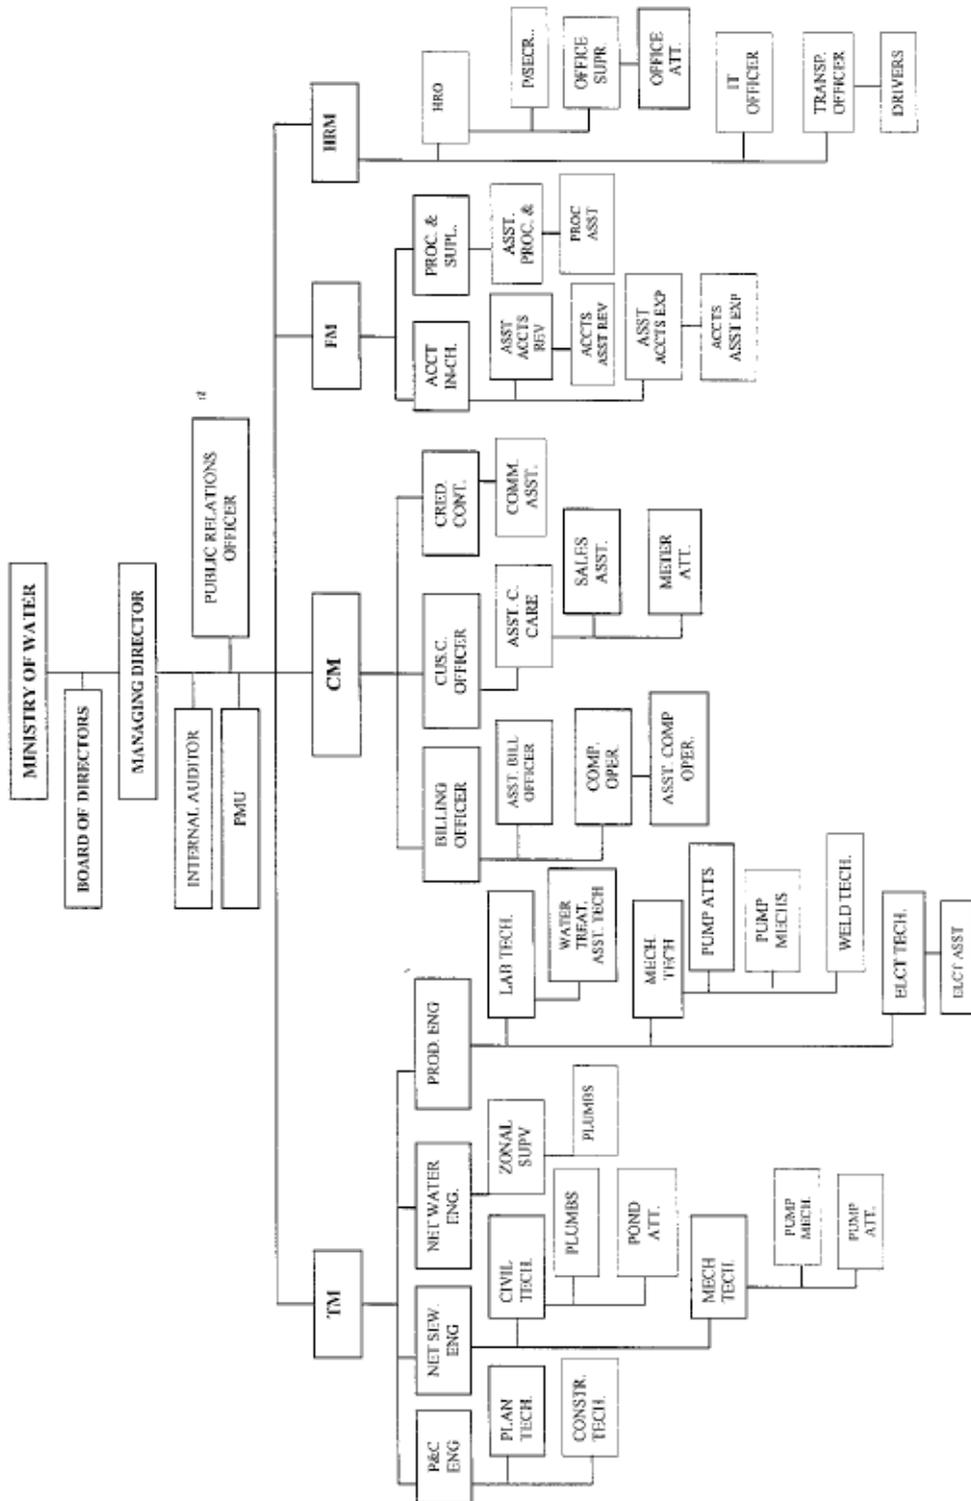 MINISTRY OF WATER
BOARD OF DIRECTORS
MANAGING DIRECTOR
INTERNAL AUDITOR
PUBLIC RELATIONS
OFFICER
PMU
TM
CM
FM
HRM
P&C
ENG
NET SEW.
ENG
NET WATER
ENG.
PROD. ENG
BILLING
OFFICER
CUS.C.
OFFICER
CRED.
CONT.
ACCT
IN-CH.
PROC. &
SUPL.
HRO
P/SECR..
OFFICE
SUPR.
OFFICE
ATT.
IT
OFFICER
TRANSP.
OFFICER
DRIVERS
PLAN
TECH.
CONSTR.
TECH.
CIVIL
TECH.
PLUMBS
POND
ATT.
MECH
TECH.
PUMP
MECH.
PUMP
ATT.
ZONAL
SUPV
PLUMBS
LAB TECH.
WATER
TREAT.
ASST. TECH
MECH.
TECH
PUMP ATTS
PUMP
MECHS
WELD TECH.
ELCT TECH.
ELCT ASST
ASST. BILL
OFFICER
COMP.
OPER.
ASST. COMP
OPER.
ASST. C.
CARE
SALES
ASST.
METER
ATT.
COMM.
ASST.
ASST
ACCTS
REV
ACCTS
ASST REV
ASST
ACCTS EXP
ACCTS
ASST EXP
ASST.
PROC. &
PROC
ASST